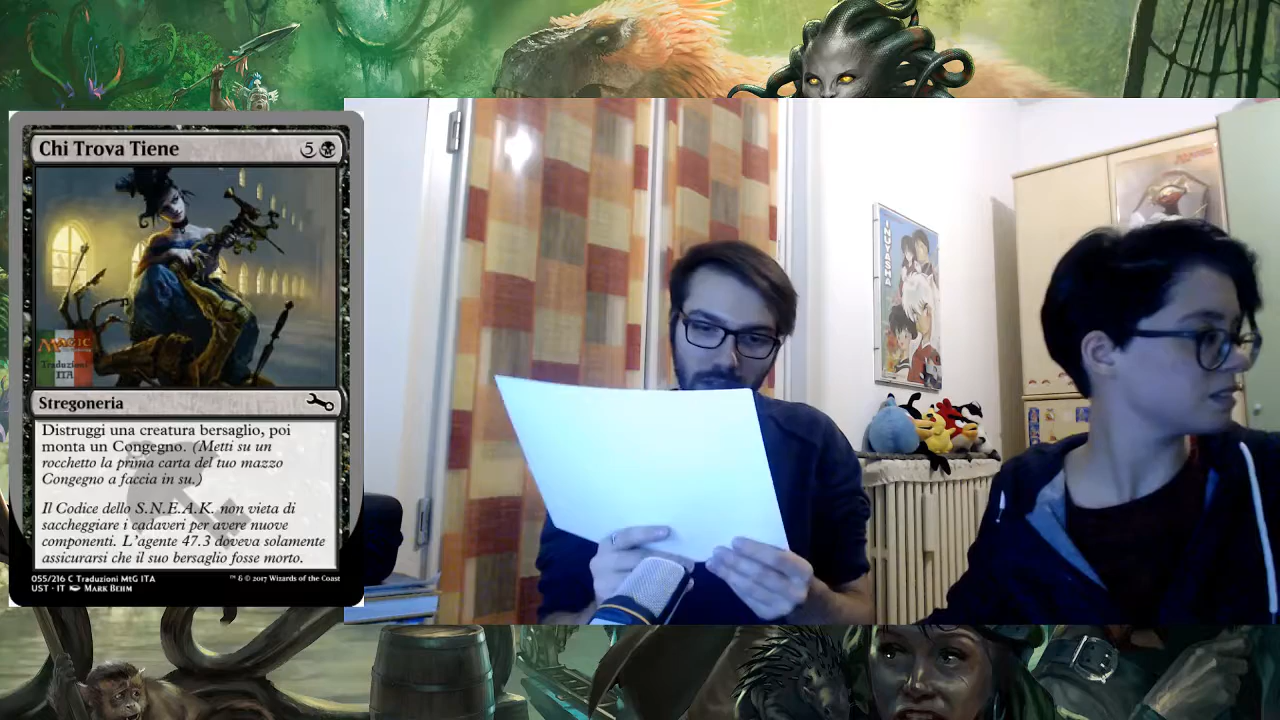 Chi Trova Tiene 5
MAGIC
Traduzioni
ITA
Stregoneria
Distruggi una creatura bersaglio, poi
monta un Congegno. (Metti su un
rocchetto la prima carta del tuo mazzo
Congegno a faccia in su.)
Il Codice dello S.N.E.A.K. non vieta di
saccheggiare i cadaveri per avere nuove
componenti. L'agente 47.3 doveva solamente
assicurarsi che il suo bersaglio fosse morto.
055/216 C Traduzioni MtG ITA
™ & © 2017 Wizards of the Coast
UST · IT MARK BEHM
INUYASHA